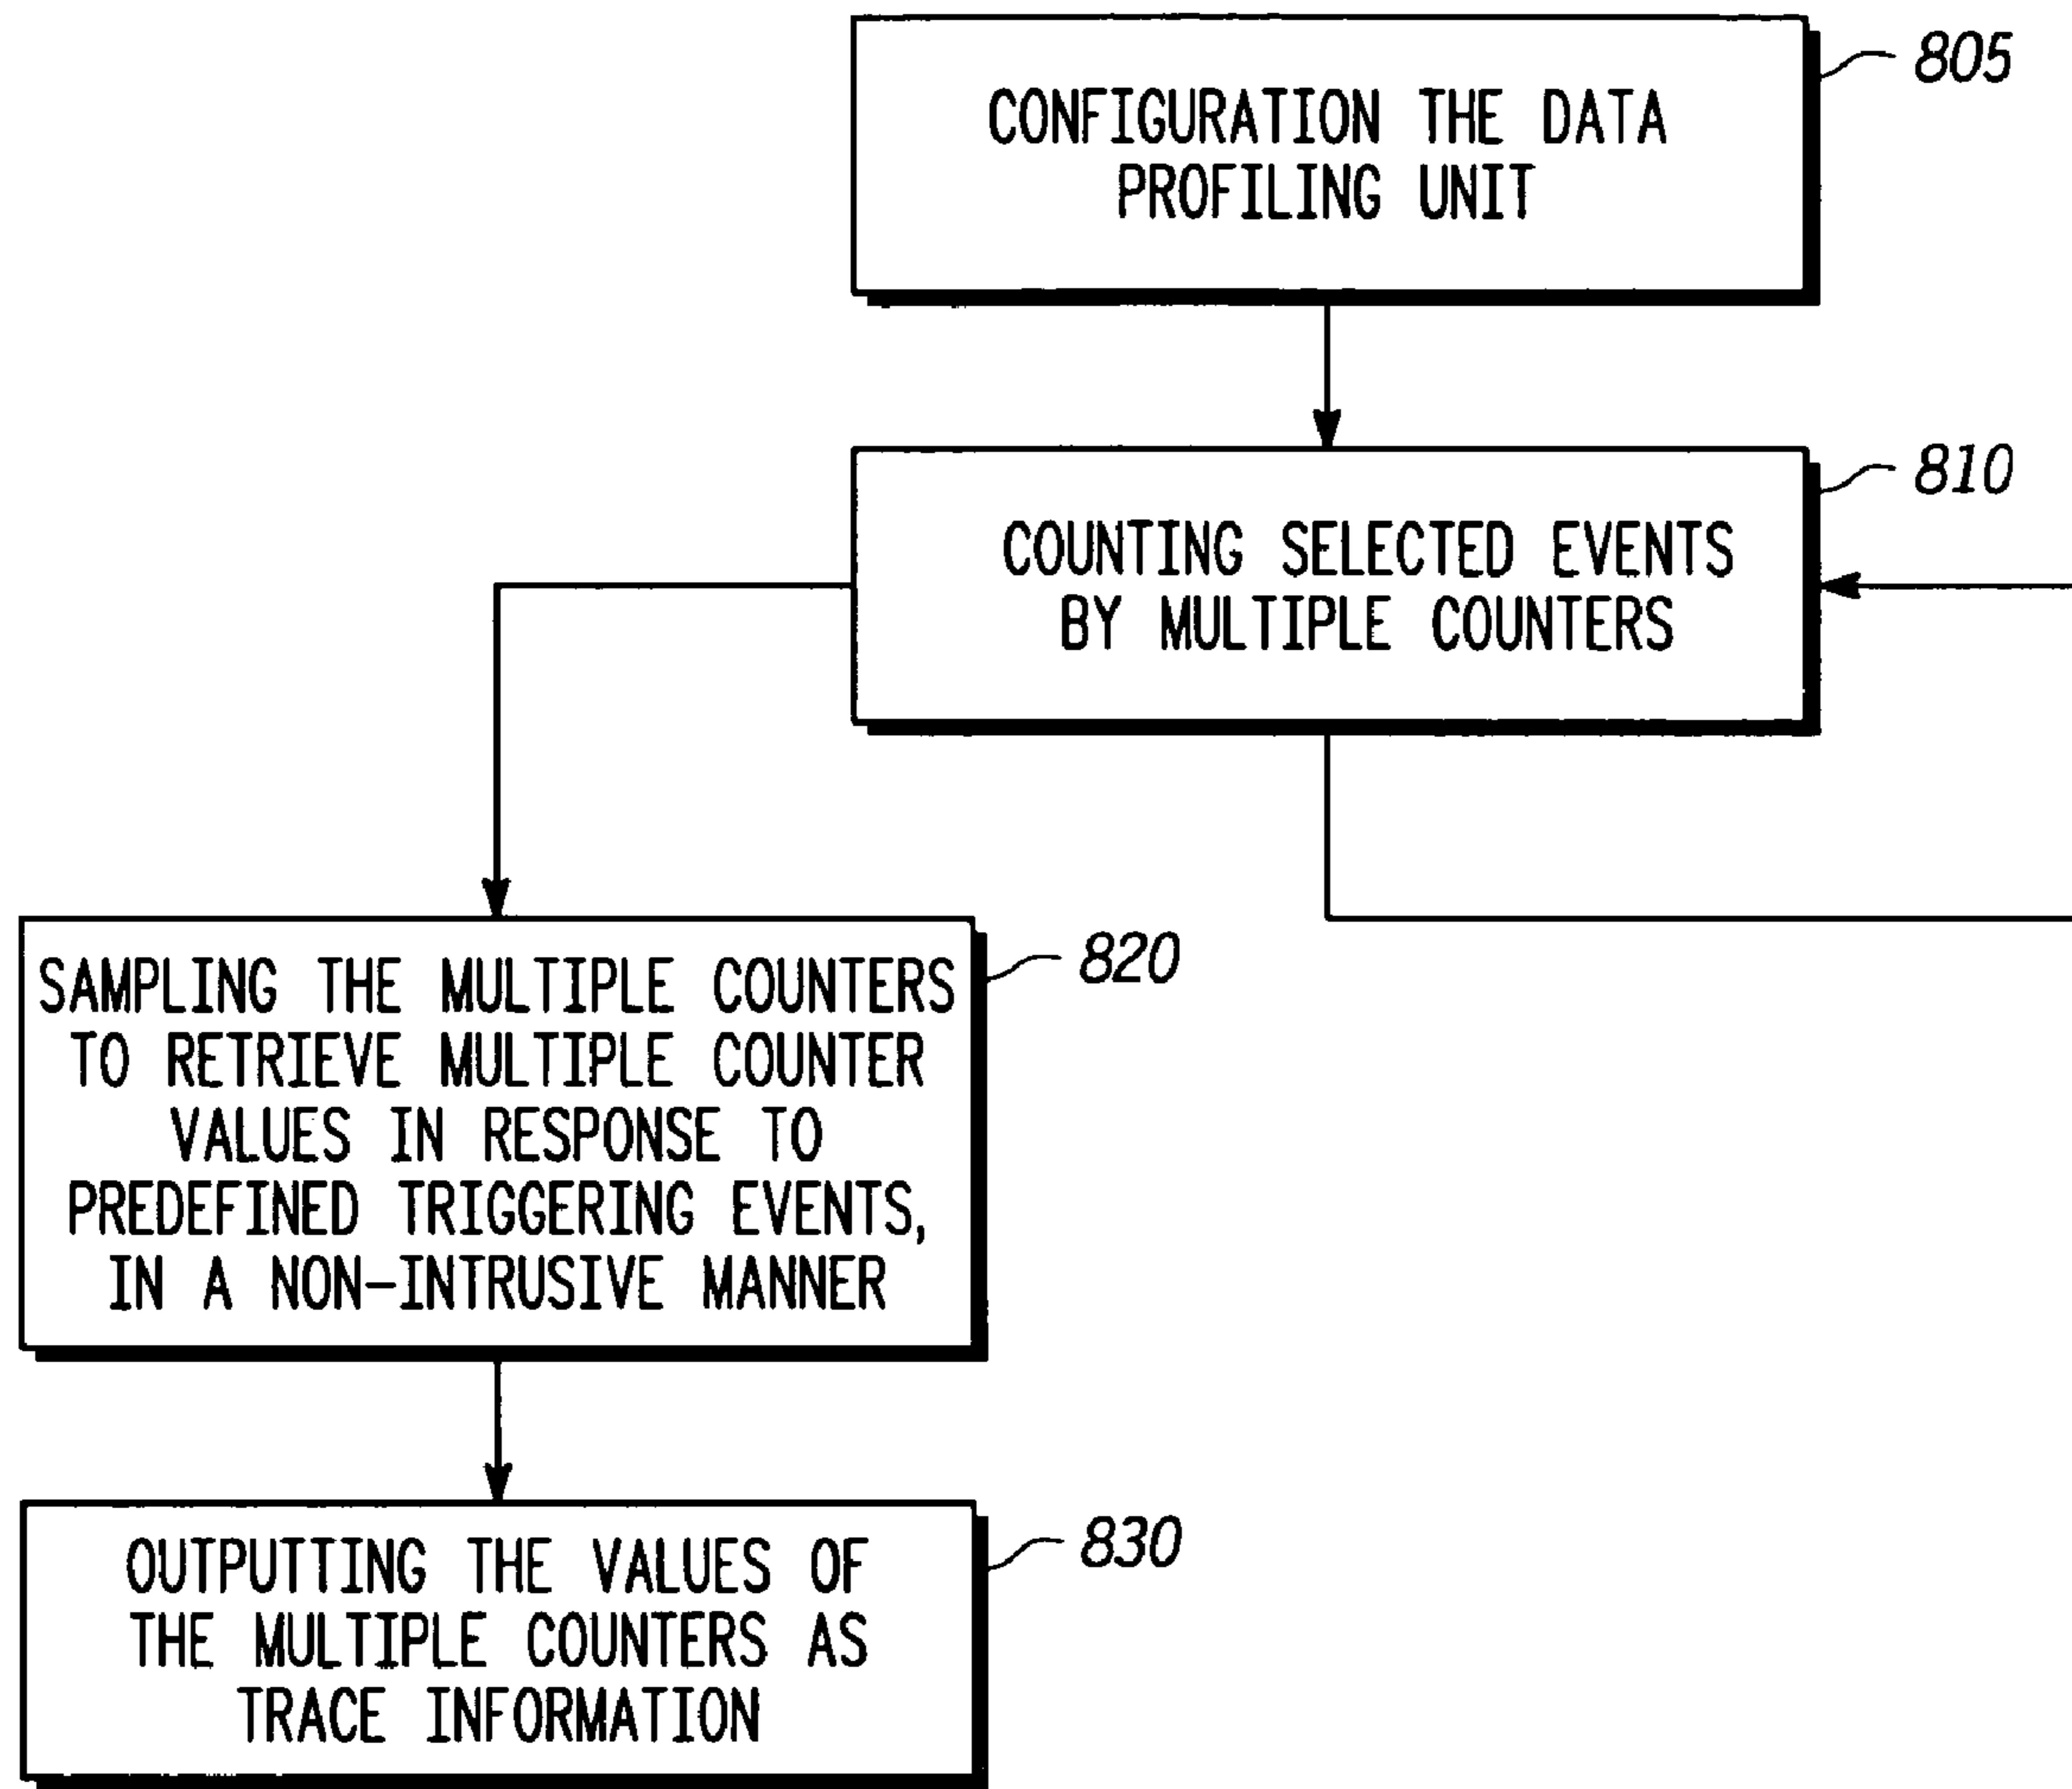 CONFIGURATION THE DATA
PROFILING UNIT
805
COUNTING SELECTED EVENTS
BY MULTIPLE COUNTERS
810
SAMPLING THE MULTIPLE COUNTERS
TO RETRIEVE MULTIPLE COUNTER
VALUES IN RESPONSE TO
PREDEFINED TRIGGERING EVENTS,
IN A NON-INTRUSIVE MANNER
820
OUTPUTTING THE VALUES OF
THE MULTIPLE COUNTERS AS
TRACE INFORMATION
830